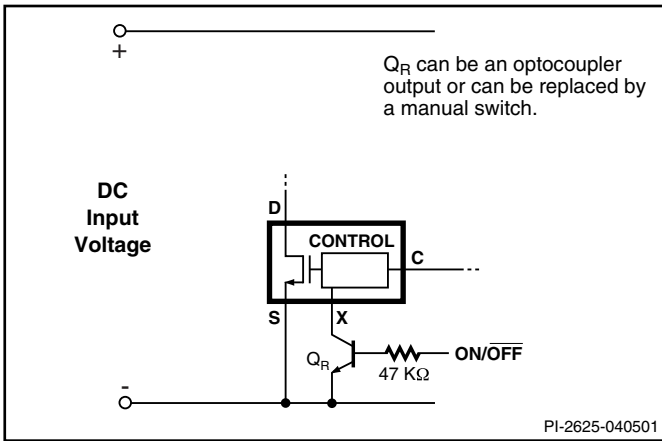 +
Q_R can be an optocoupler
output or can be replaced by
a manual switch.
DC
Input
Voltage
D
CONTROL
C
S
X
Q_R
47 KΩ
ON/O̅F̅F̅
-
PI-2625-040501